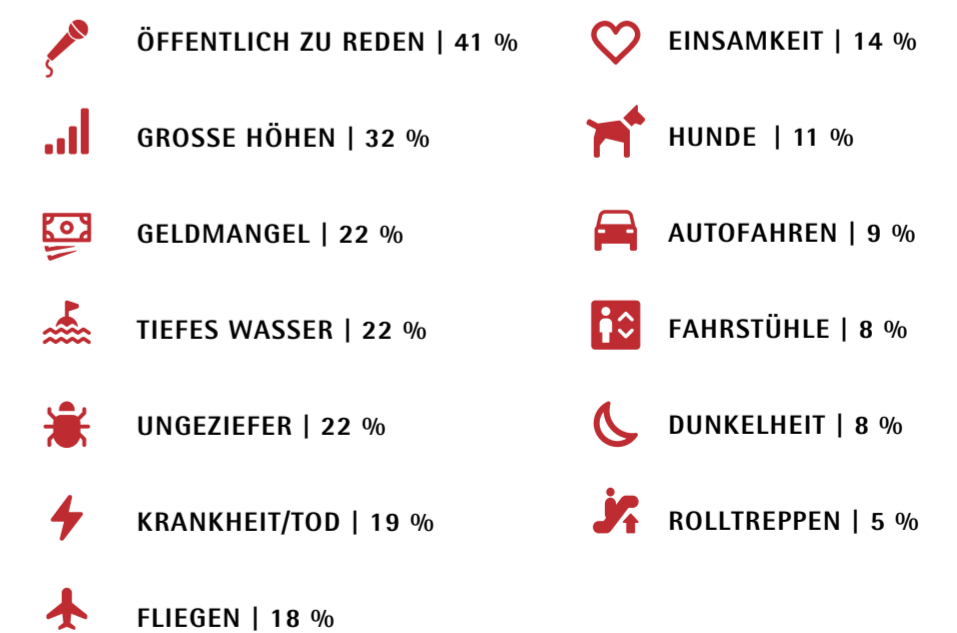 ÖFFENTLICH ZU REDEN | 41 %
GROSSE HÖHEN | 32 %
GELDMANGEL | 22 %
TIEFES WASSER | 22 %
UNGEZIEFER | 22 %
KRANKHEIT/TOD | 19 %
FLIEGEN | 18 %
EINSAMKEIT | 14 %
HUNDE | 11 %
AUTOFAHREN | 9 %
FAHRSTÜHLE | 8 %
DUNKELHEIT | 8 %
ROLLTREPPEN | 5 %